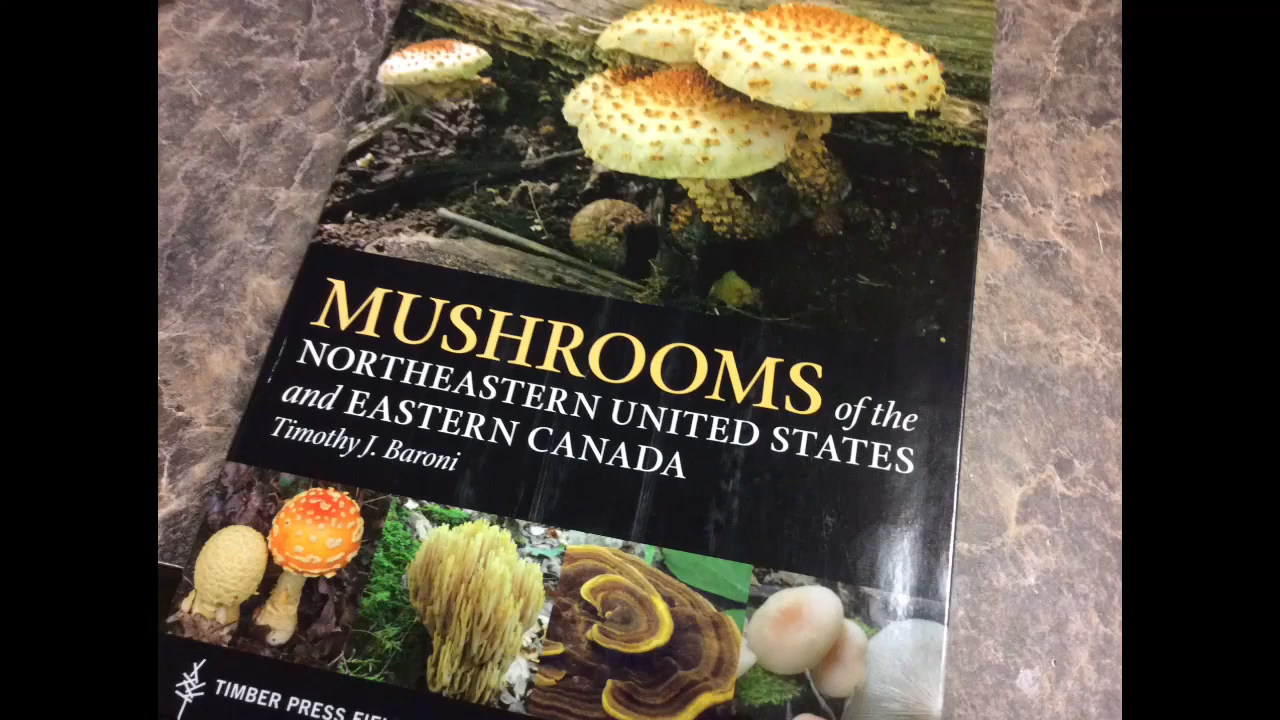 MUSHROOMS of the
NORTHEASTERN UNITED STATES
and EASTERN CANADA
Timothy J. Baroni
TIMBER PRESS